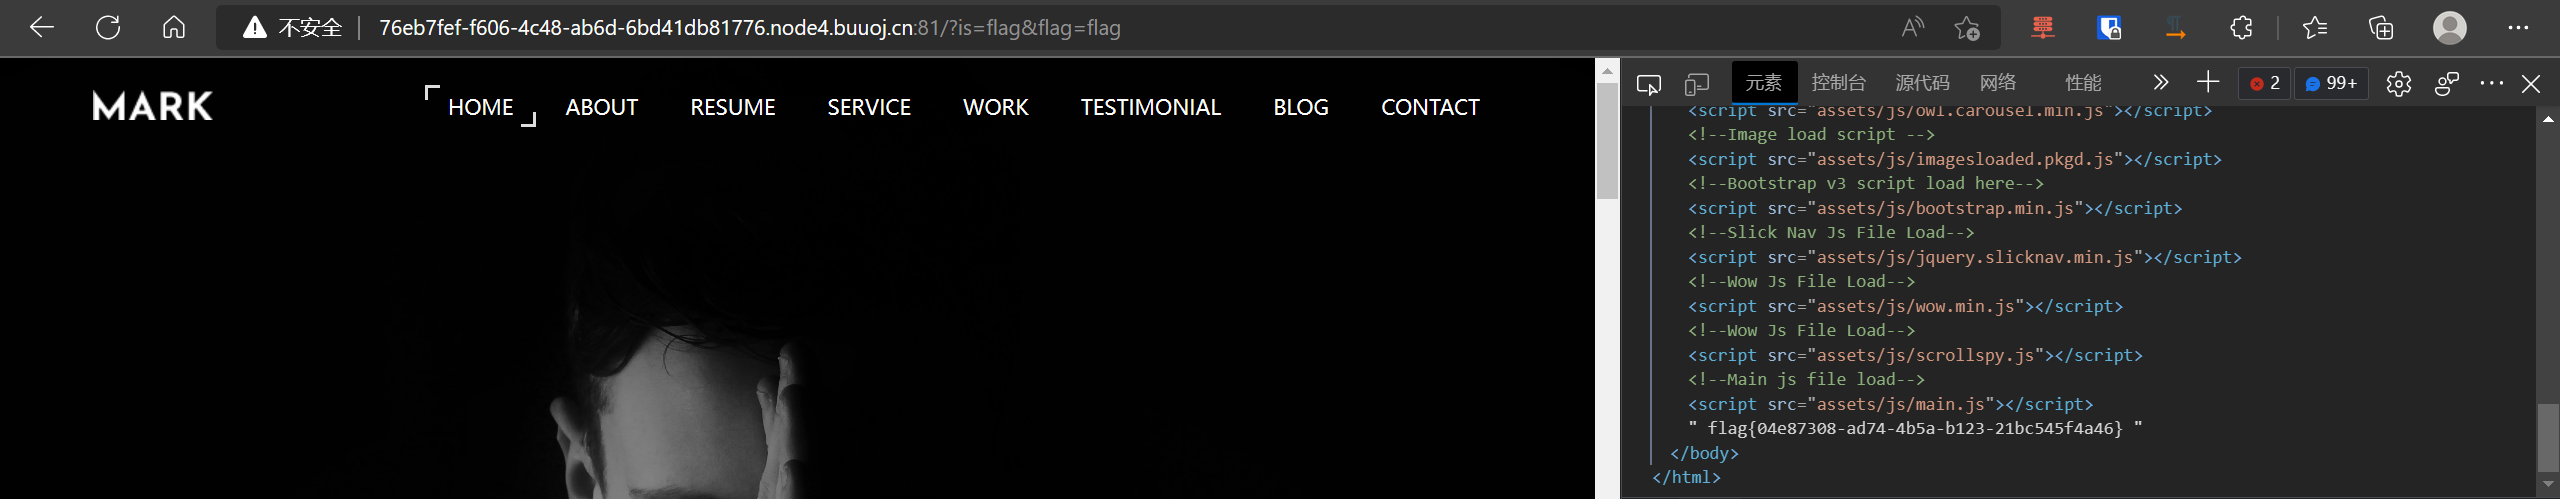 不安全 76eb7fef-f606-4c48-ab6d-6bd41db81776.node4.buuoj.cn:81/?is=flag&flag=flag
MARK HOME ABOUT RESUME SERVICE WORK TESTIMONIAL BLOG CONTACT
元素 控制台 源代码 网络 性能 2 99+
<script src="assets/js/owl.carousel.min.js"></script>
<!--Image load script -->
<script src="assets/js/imagesloaded.pkgd.js"></script>
<!--Bootstrap v3 script load here-->
<script src="assets/js/bootstrap.min.js"></script>
<!--Slick Nav Js File Load-->
<script src="assets/js/jquery.slicknav.min.js"></script>
<!--Wow Js File Load-->
<script src="assets/js/wow.min.js"></script>
<!--Wow Js File Load-->
<script src="assets/js/scrollspy.js"></script>
<!--Main js file load-->
<script src="assets/js/main.js"></script>
" flag{04e87308-ad74-4b5a-b123-21bc545f4a46} "
</body>
</html>